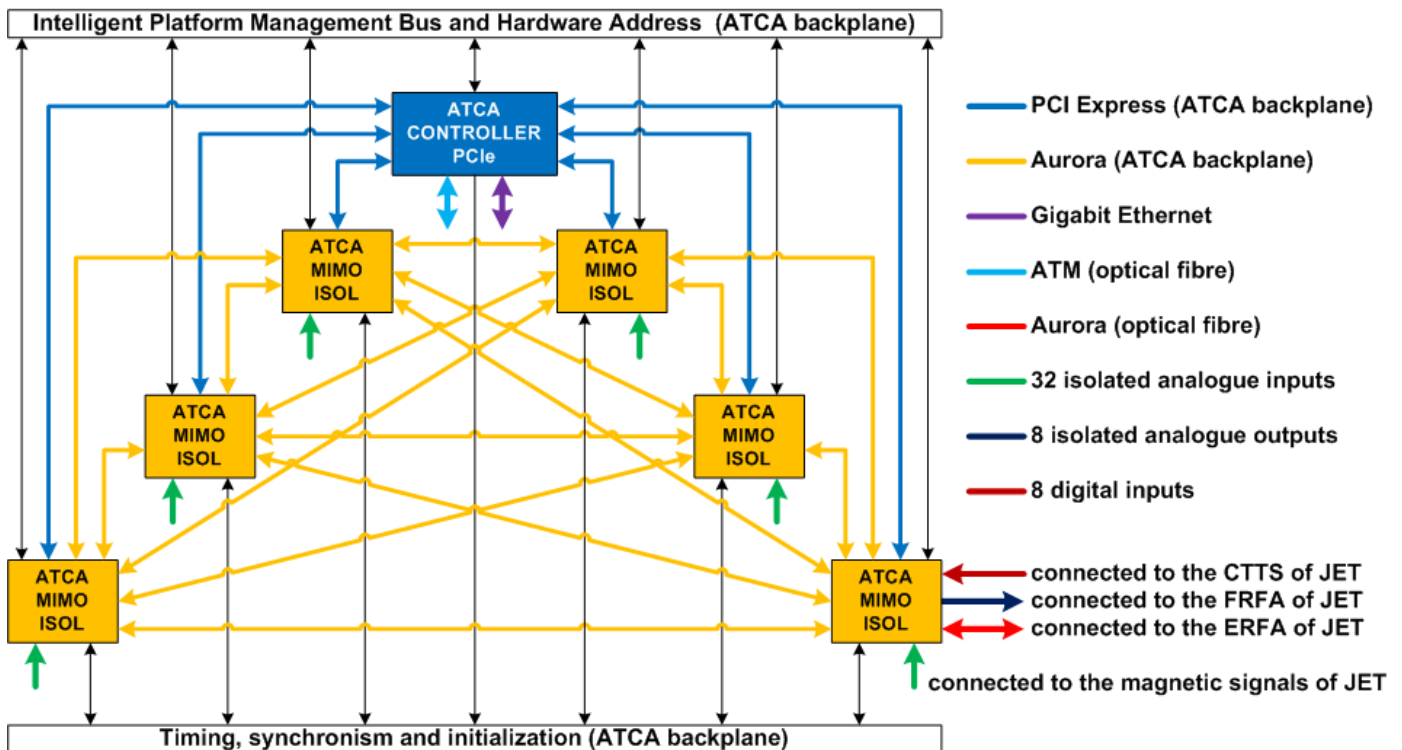 Intelligent Platform Management Bus and Hardware Address (ATCA backplane)
ATCA
CONTROLLER
PCIe
PCI Express (ATCA backplane)
Aurora (ATCA backplane)
Gigabit Ethernet
ATM (optical fibre)
Aurora (optical fibre)
32 isolated analogue inputs
8 isolated analogue outputs
8 digital inputs
ATCA
MIMO
ISOL
ATCA
MIMO
ISOL
ATCA
MIMO
ISOL
ATCA
MIMO
ISOL
ATCA
MIMO
ISOL
ATCA
MIMO
ISOL
connected to the CTTS of JET
connected to the FRFA of JET
connected to the ERFA of JET
connected to the magnetic signals of JET
Timing, synchronism and initialization (ATCA backplane)